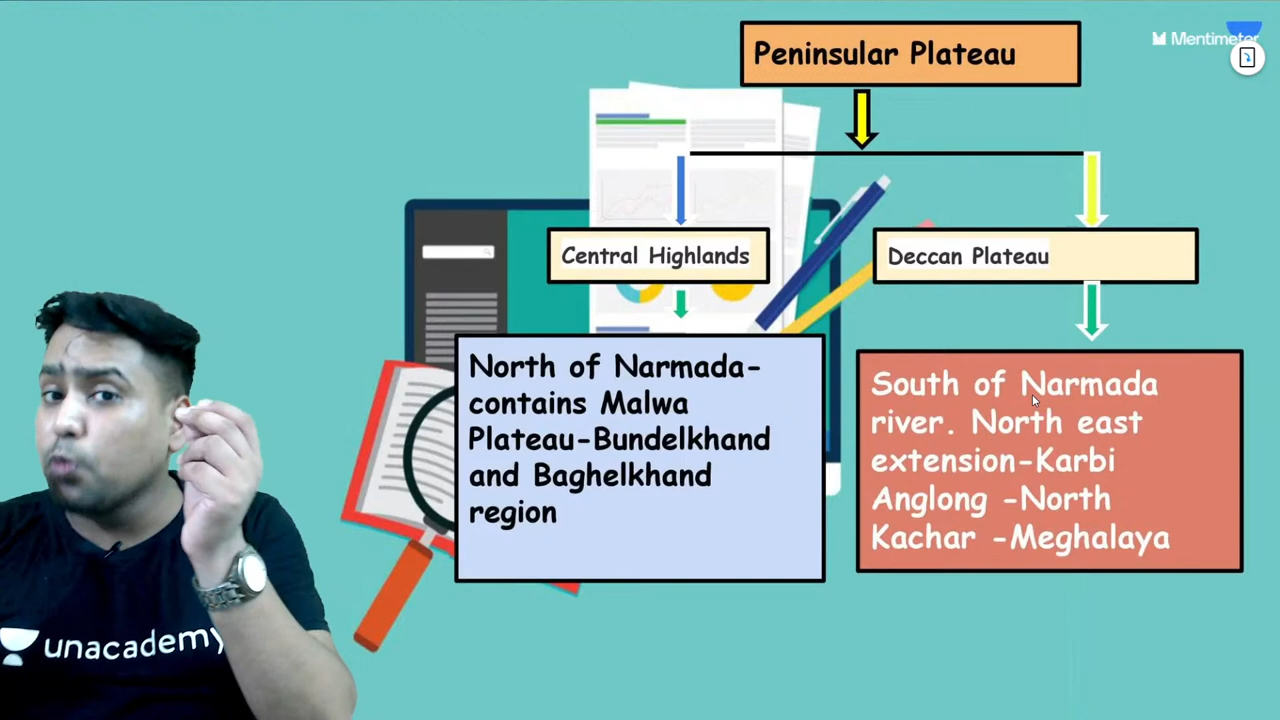 Peninsular Plateau
Mentimeter
Central Highlands
Deccan Plateau
North of Narmada-
contains Malwa
Plateau-Bundelkhand
and Baghelkhand
region
South of Narmada
river. North east
extension-Karbi
Anglong -North
Kachar -Meghalaya
unacademy